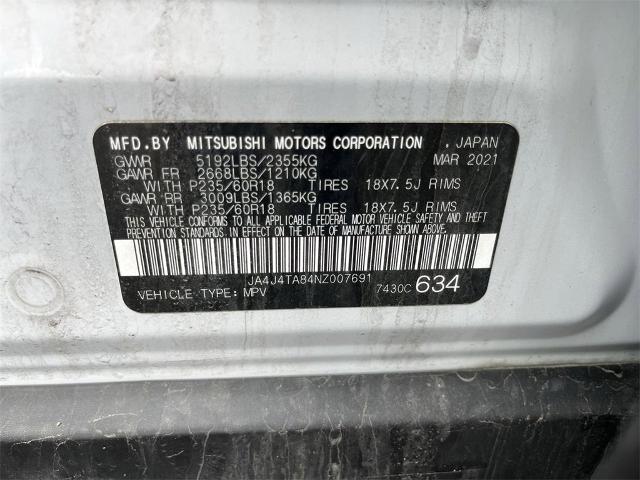 MFD.BY MITSUBISHI MOTORS CORPORATION , JAPAN
GVWR 5192LBS/2355KG MAR 2021
GAWR FR 2668LBS/1210KG
WITH P235/60R18 TIRES 18X7.5J RIMS
GAWR RR 3009LBS/1365KG
WITH P235/60R18 TIRES 18X7.5J RIMS
THIS VEHICLE CONFORMS TO ALL APPLICABLE FEDERAL MOTOR VEHICLE SAFETY AND THEFT
PREVENTION STANDARDS IN EFFECT ON THE DATE OF MANUFACTURE SHOWN ABOVE.
JA4J4TA84NZ007691
VEHICLE TYPE: MPV 7430C 634